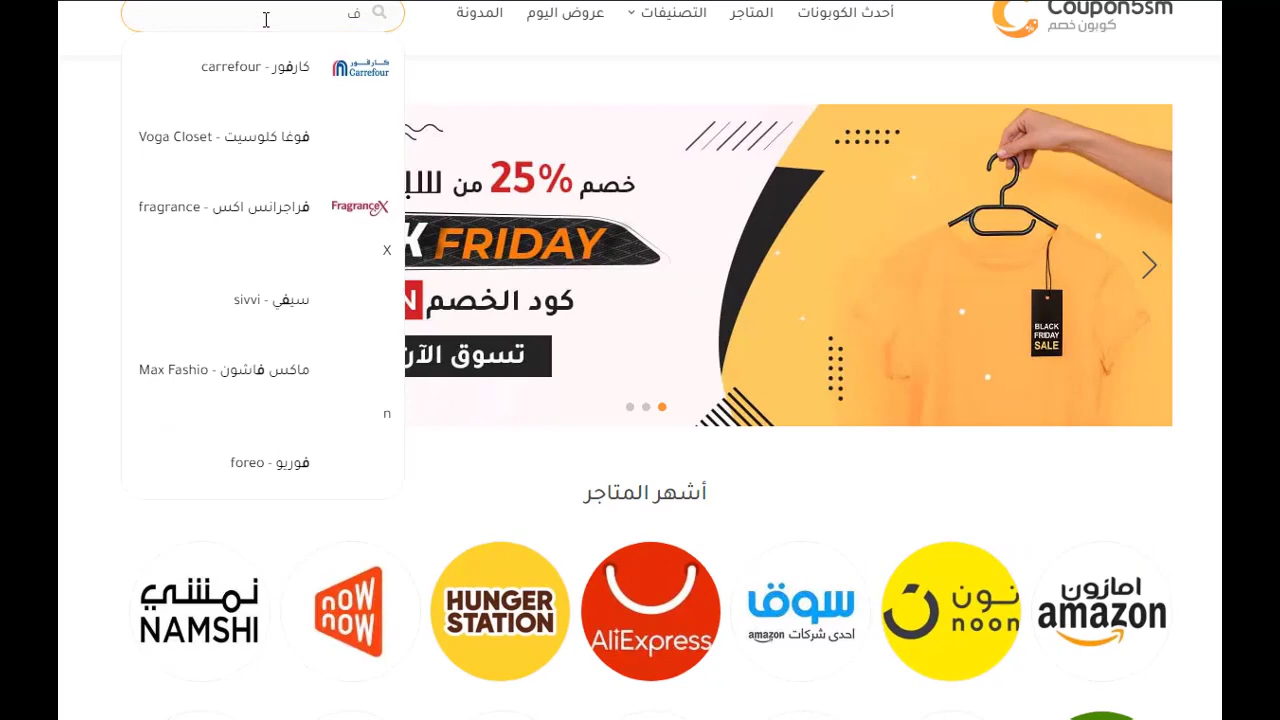 Coupon5sm
كوبون خصم
أحدث الكوبونات
المتاجر
التصنيفات
عروض اليوم
المدونة
ف
كارفور - carrefour
كارفور
Carrefour
فوغا كلوسيت - Voga Closet
فراجرانس اكس - fragrance
X
FragranceX
سيفي - sivvi
ماكس فاشون - Max Fashio
n
فوريو - foreo
خصم 25% من
K FRIDAY
كود الخصم N
تسوق الآن
BLACK
FRIDAY
SALE
أشهر المتاجر
امازون
amazon
نون
noon
سوق
احدى شركات amazon
AliExpress
HUNGER
STATION
noW
noW
نمشي
NAMSHI